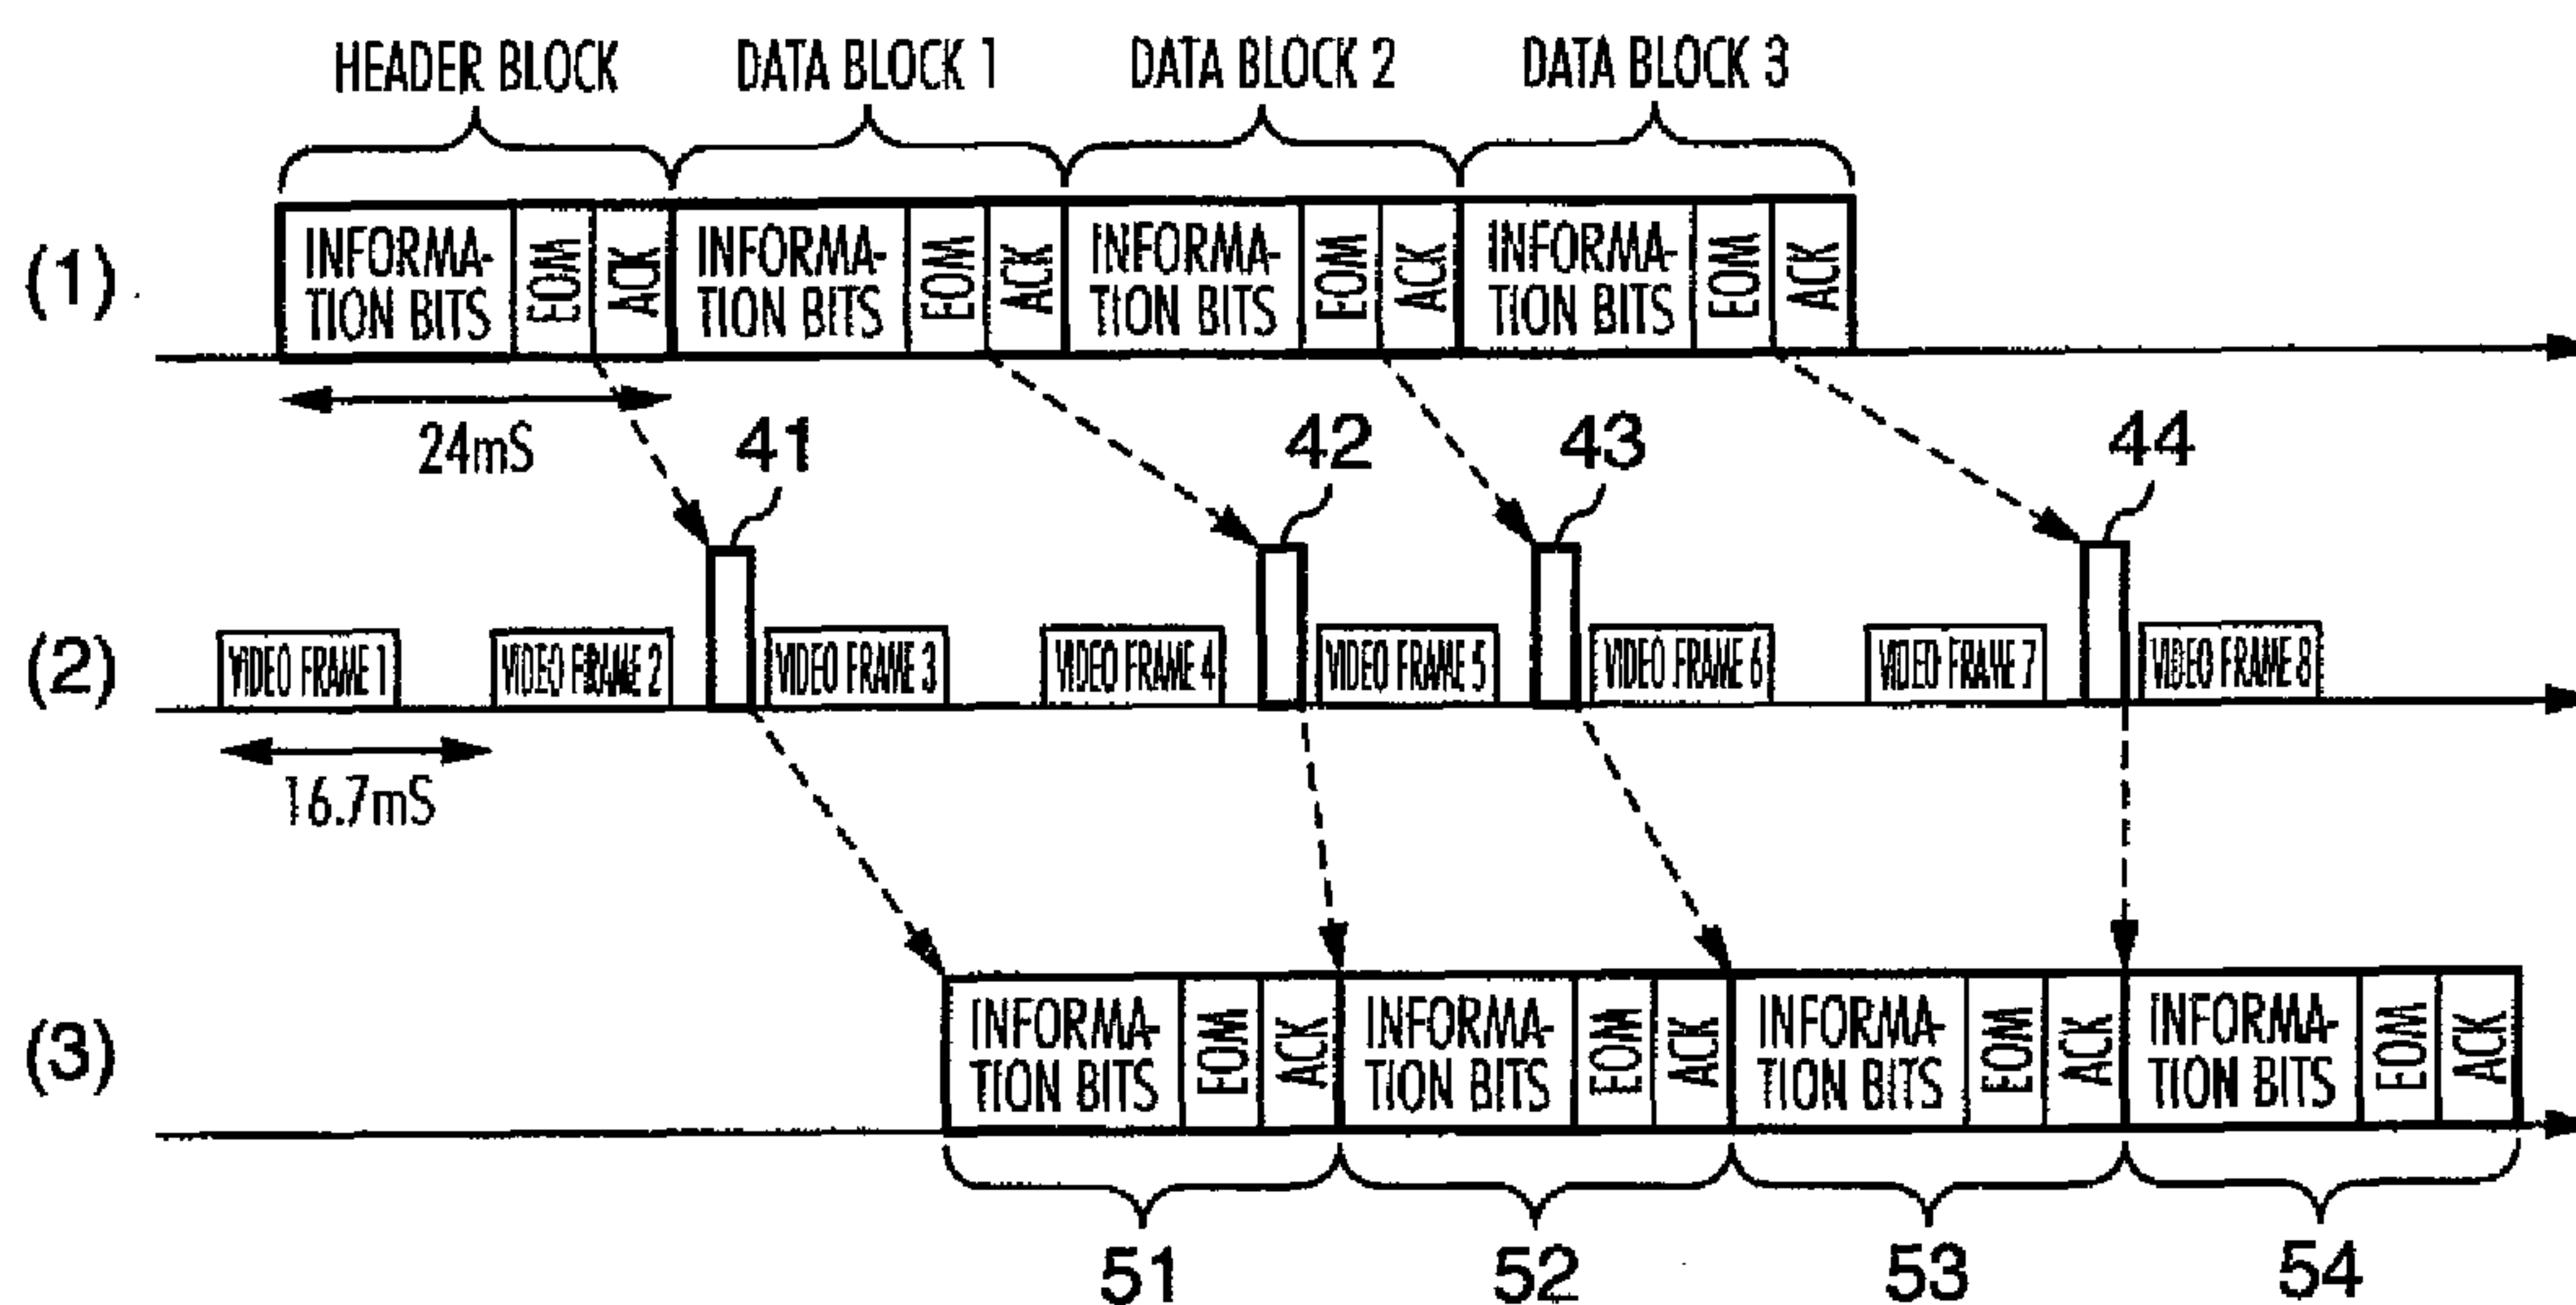 HEADER BLOCK DATA BLOCK 1 DATA BLOCK 2 DATA BLOCK 3
(1)
INFORMA-
TION BITS
EOM
ACK
INFORMA-
TION BITS
EOM
ACK
INFORMA-
TION BITS
EOM
ACK
INFORMA-
TION BITS
EOM
ACK
24mS
41
42
43
44
(2)
VIDEO FRAME 1
VIDEO FRAME 2
VIDEO FRAME 3
VIDEO FRAME 4
VIDEO FRAME 5
VIDEO FRAME 6
VIDEO FRAME 7
VIDEO FRAME 8
16.7mS
(3)
INFORMA-
TION BITS
EOM
ACK
INFORMA-
TION BITS
EOM
ACK
INFORMA-
TION BITS
EOM
ACK
INFORMA-
TION BITS
EOM
ACK
51
52
53
54